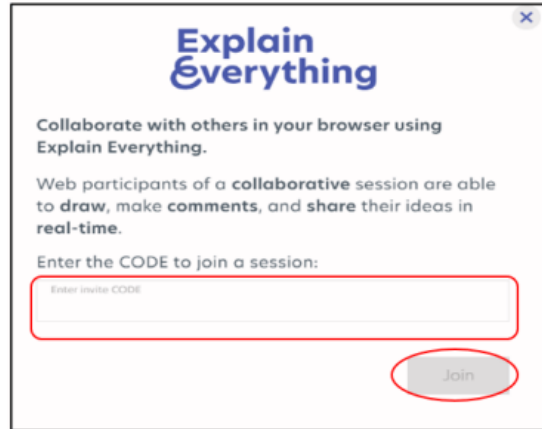 Explain
Everything
Collaborate with others in your browser using
Explain Everything.
Web participants of a collaborative session are able
to draw, make comments, and share their ideas in
real-time.
Enter the CODE to join a session:
Enter invite CODE
Join